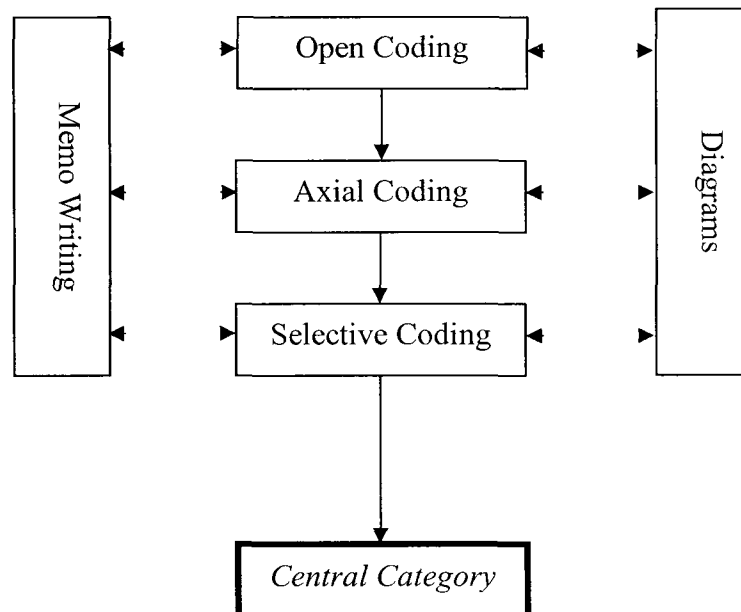 Open Coding
Memo Writing
Diagrams
Axial Coding
Selective Coding
Central Category